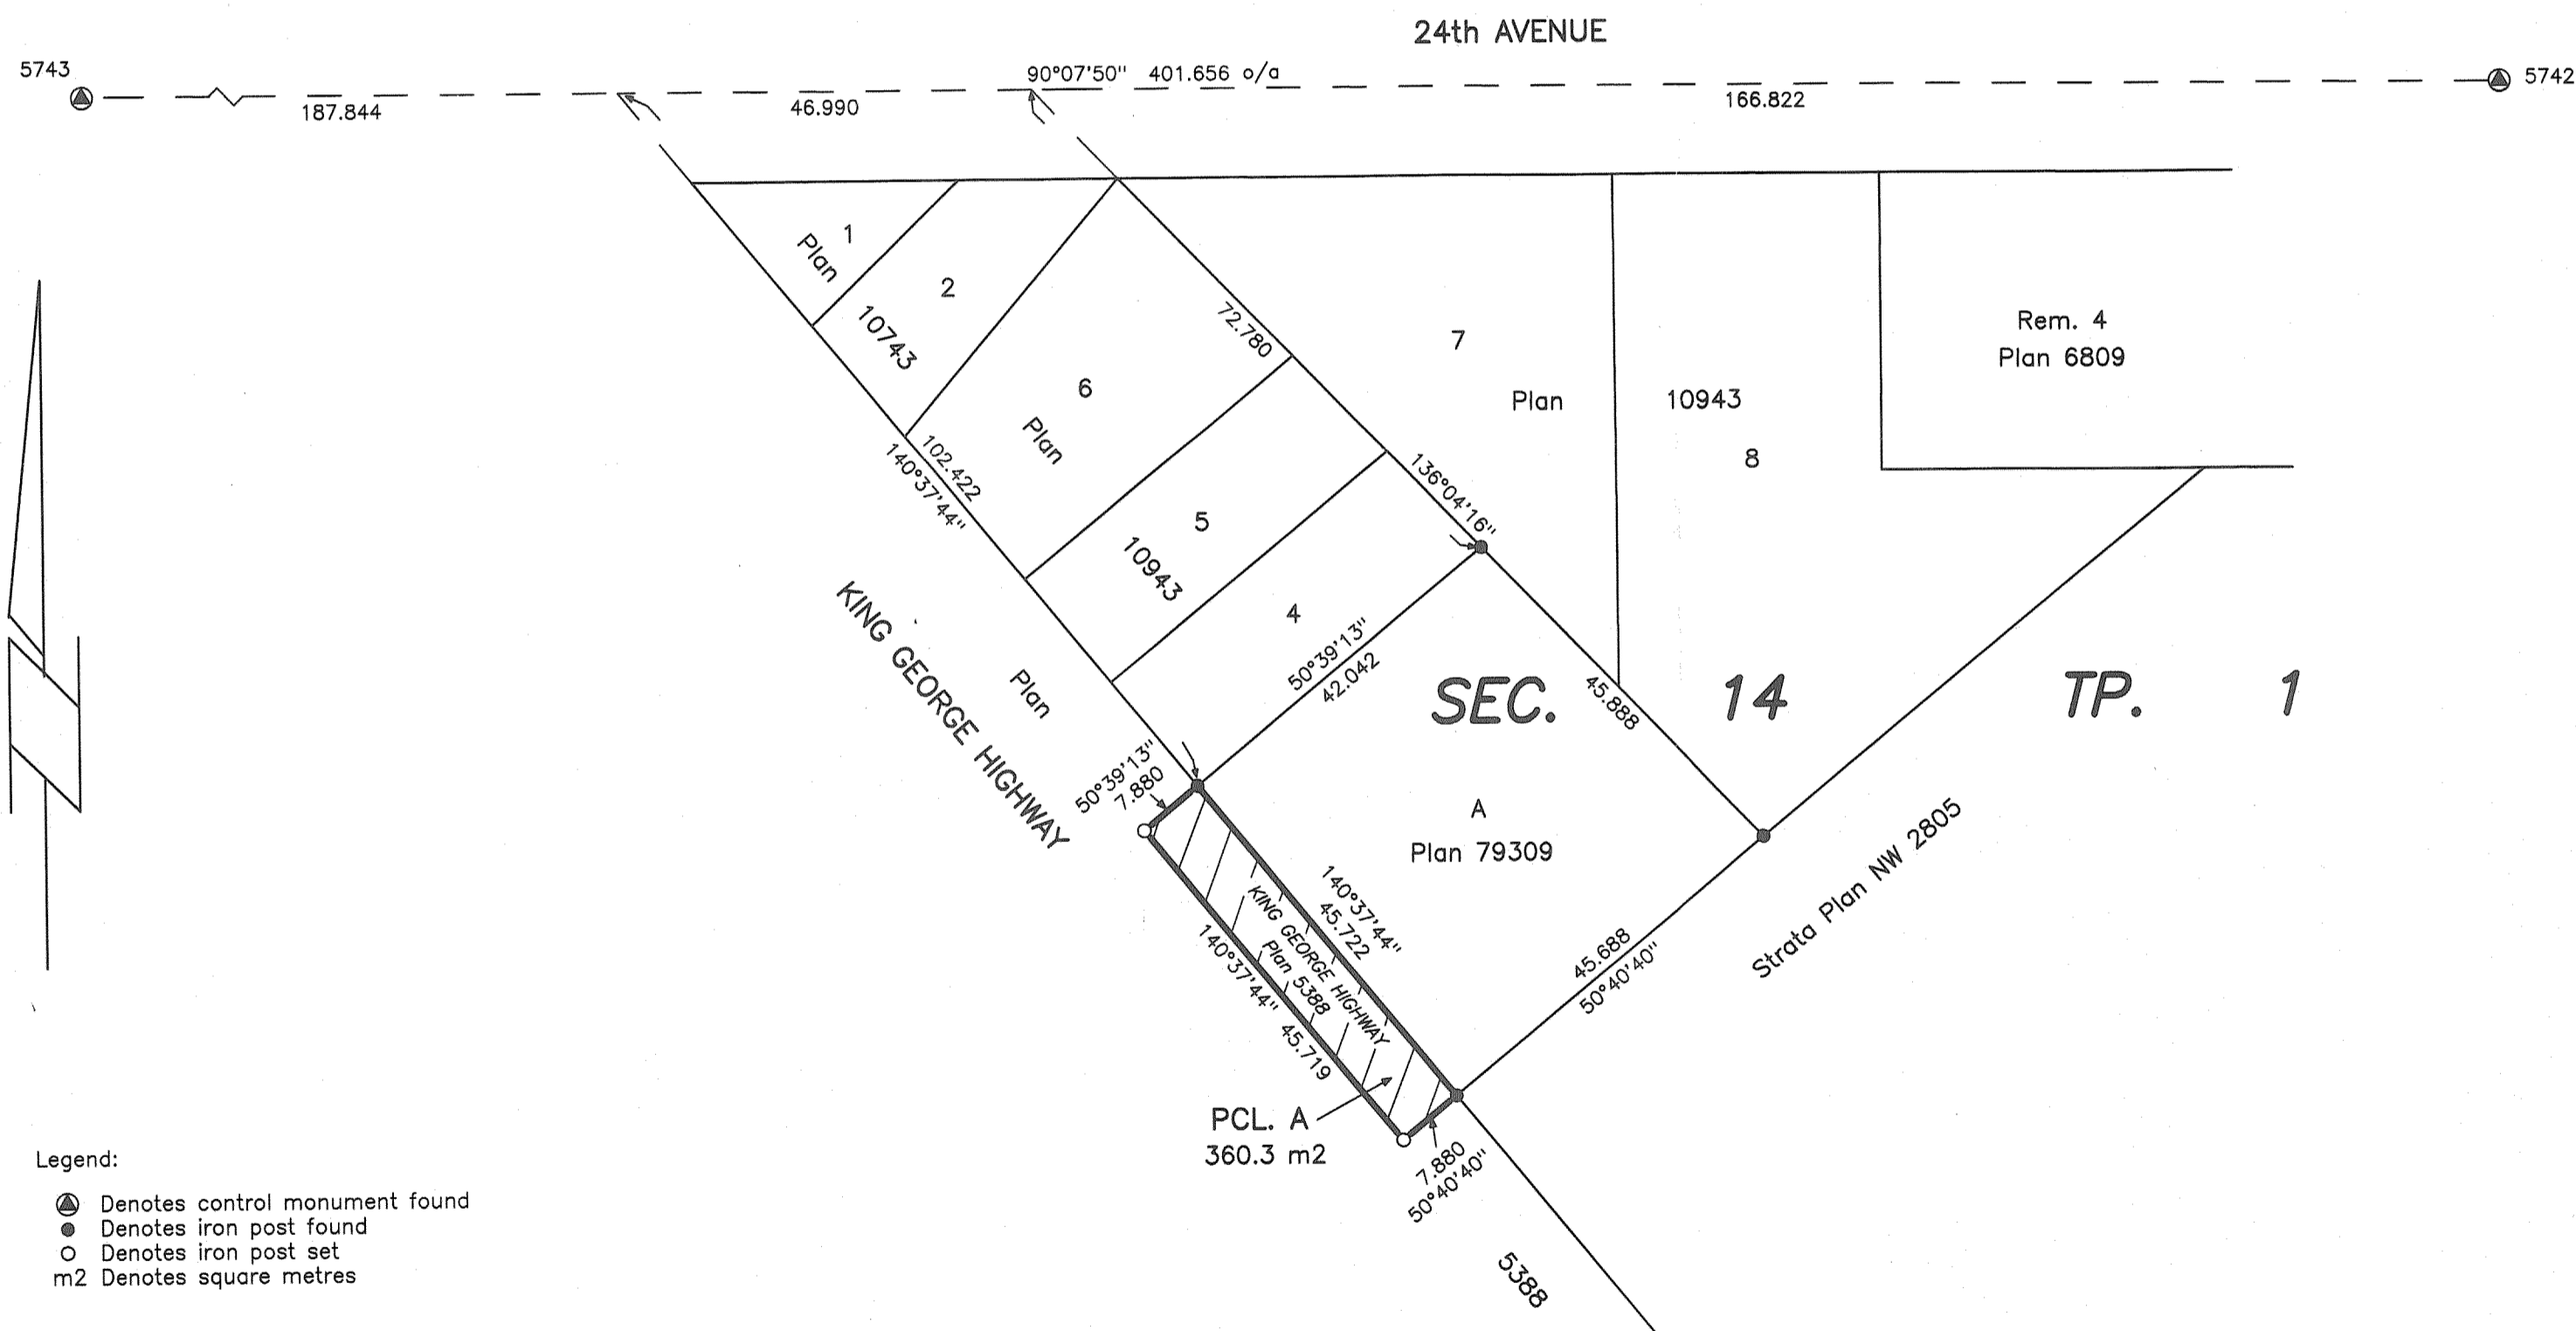 24th AVENUE
5743
90°07'50" 401.656 o/a
5742
187.844
46.990
166.822
1
Plan
2
10743
72.780
7
Rem. 4
Plan 6809
6
Plan
Plan
10943
8
102.422
140°37'44"
136°04'16"
5
10943
4
KING GEORGE HIGHWAY
Plan
50°39'13"
42.042
SEC. 14 TP. 1
45.888
50°39'13"
7.880
A
Plan 79309
Strata Plan NW 2805
140°37'44"
45.722
KING GEORGE HIGHWAY
Plan 5388
140°37'44" 45.719
45.688
50°40'40"
PCL. A
360.3 m2
7.880
50°40'40"
5388
Legend:
Denotes control monument found
Denotes iron post found
Denotes iron post set
m2 Denotes square metres